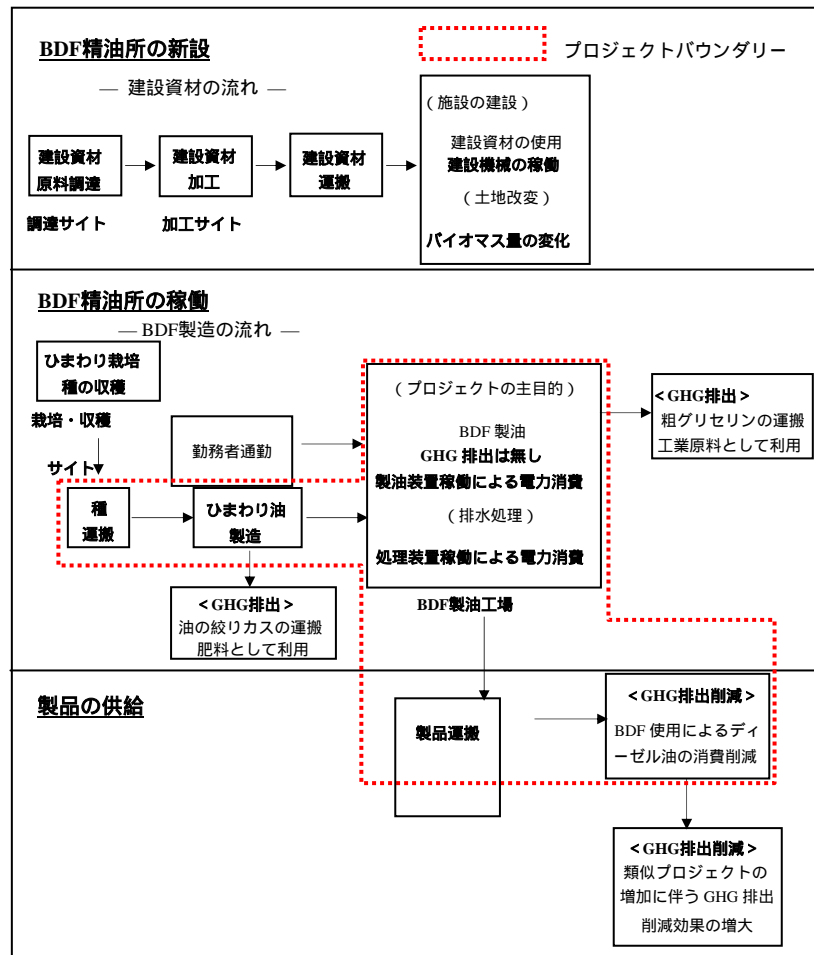 BDF精油所の新設
プロジェクトバウンダリー
― 建設資材の流れ ―
建設資材
原料調達
調達サイト
建設資材
加工
加工サイト
建設資材
運搬
(施設の建設)
建設資材の使用
建設機械の稼働
(土地改変)
バイオマス量の変化
BDF精油所の稼働
― BDF製造の流れ ―
ひまわり栽培
種の収穫
栽培・収穫
サイト
種
運搬
勤務者通勤
ひまわり油
製造
<GHG排出>
油の絞りカスの運搬
肥料として利用
(プロジェクトの主目的)
BDF 製油
GHG 排出は無し
製油装置稼働による電力消費
(排水処理)
処理装置稼働による電力消費
BDF製油工場
<GHG排出>
粗グリセリンの運搬
工業原料として利用
製品の供給
製品運搬
<GHG排出削減>
BDF 使用によるディ
ーゼル油の消費削減
<GHG排出削減>
類似プロジェクトの
増加に伴う GHG 排出
削減効果の増大